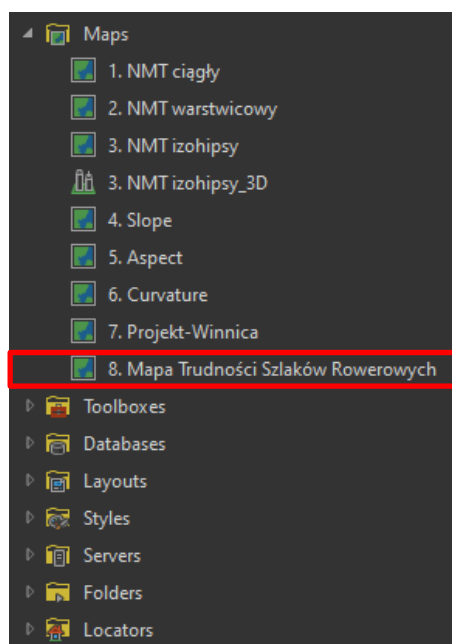 Maps
1. NMT ciągły
2. NMT warstwicowy
3. NMT izohipsy
3. NMT izohipsy_3D
4. Slope
5. Aspect
6. Curvature
7. Projekt-Winnica
8. Mapa Trudności Szlaków Rowerowych
Toolboxes
Databases
Layouts
Styles
Servers
Folders
Locators